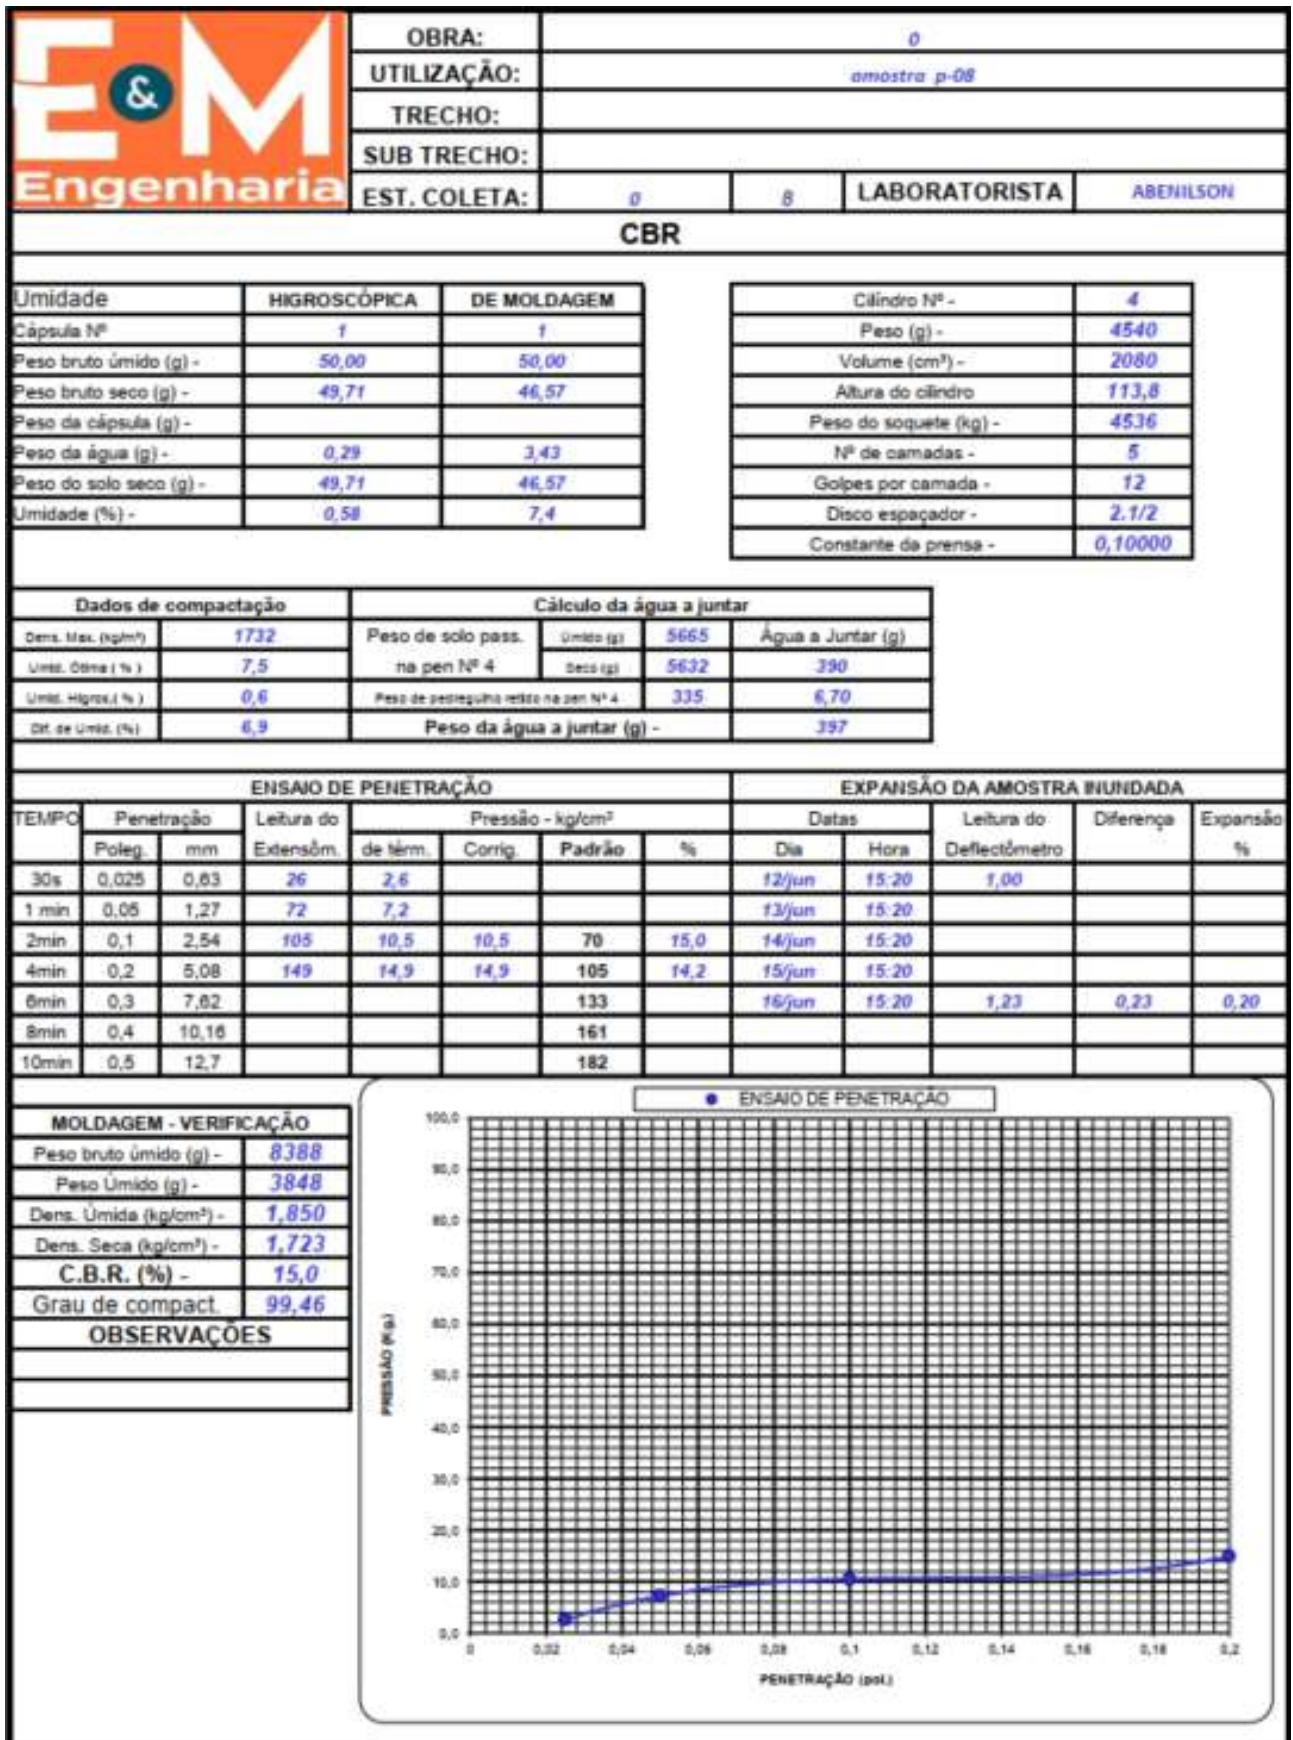 E&M
Engenharia
OBRA: 0
UTILIZAÇÃO: amostra p-08
TRECHO:
SUB TRECHO:
EST. COLETA: 0 8 LABORATORISTA ABENILSON
CBR
Umidade HIGROSCÓPICA DE MOLDAGEM
Cápsula Nº 1 1
Peso bruto úmido (g) - 50,00 50,00
Peso bruto seco (g) - 49,71 46,57
Peso da cápsula (g) -
Peso da água (g) - 0,29 3,43
Peso do solo seco (g) - 49,71 46,57
Umidade (%) - 0,58 7,4
Cilíndro Nº - 4
Peso (g) - 4540
Volume (cm³) - 2080
Altura do cilindro 113,8
Peso do soquete (kg) - 4536
Nº de camadas - 5
Golpes por camada - 12
Disco espaçador - 2.1/2
Constante da prensa - 0,10000
Dados de compactação Cálculo da água a juntar
Dens. Max. (kg/m³) 1732 Peso de solo pass. Úmido (g) 5665 Água a Juntar (g)
Umid. Ótima ( % ) 7,5 na pen Nº 4 Seco (g) 5632 390
Umid. Higros.( % ) 0,6 Peso de pedregulho retido na pen Nº 4 335 6,70
Dif. de Umid. (%) 6,9 Peso da água a juntar (g) - 397
ENSAIO DE PENETRAÇÃO EXPANSÃO DA AMOSTRA INUNDADA
TEMPO Penetração Leitura do Pressão - kg/cm² Datas Leitura do Diferença Expansão
Poleg. mm Extensôm. de térm. Corrig. Padrão % Dia Hora Deflectômetro %
30s 0,025 0,63 26 2,6 12/jun 15:20 1,00
1 min 0,05 1,27 72 7,2 13/jun 15:20
2min 0,1 2,54 105 10,5 10,5 70 15,0 14/jun 15:20
4min 0,2 5,08 149 14,9 14,9 105 14,2 15/jun 15:20
6min 0,3 7,62 133 16/jun 15:20 1,23 0,23 0,20
8min 0,4 10,16 161
10min 0,5 12,7 182
MOLDAGEM - VERIFICAÇÃO
Peso bruto úmido (g) - 8388
Peso Úmido (g) - 3848
Dens. Úmida (kg/cm³) - 1,850
Dens. Seca (kg/cm³) - 1,723
C.B.R. (%) - 15,0
Grau de compact. 99,46
OBSERVAÇÕES
ENSAIO DE PENETRAÇÃO
100,0
90,0
80,0
70,0
60,0
50,0
40,0
30,0
20,0
10,0
0,0
PRESSÃO (Kg.)
0 0,02 0,04 0,06 0,08 0,1 0,12 0,14 0,16 0,18 0,2
PENETRAÇÃO (pol.)